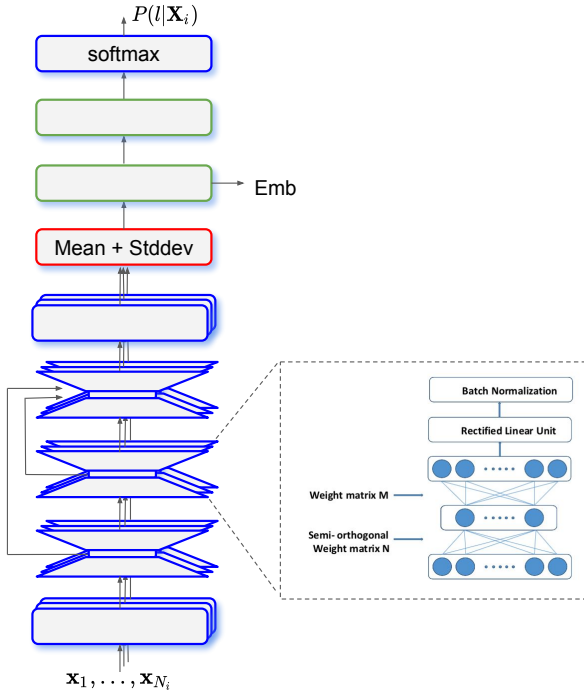 P(l|X_i)
softmax
Emb
Mean + Stddev
Batch Normalization
Rectified Linear Unit
Weight matrix M
Semi- orthogonal
Weight matrix N
x_1, . . . , x_{N_i}